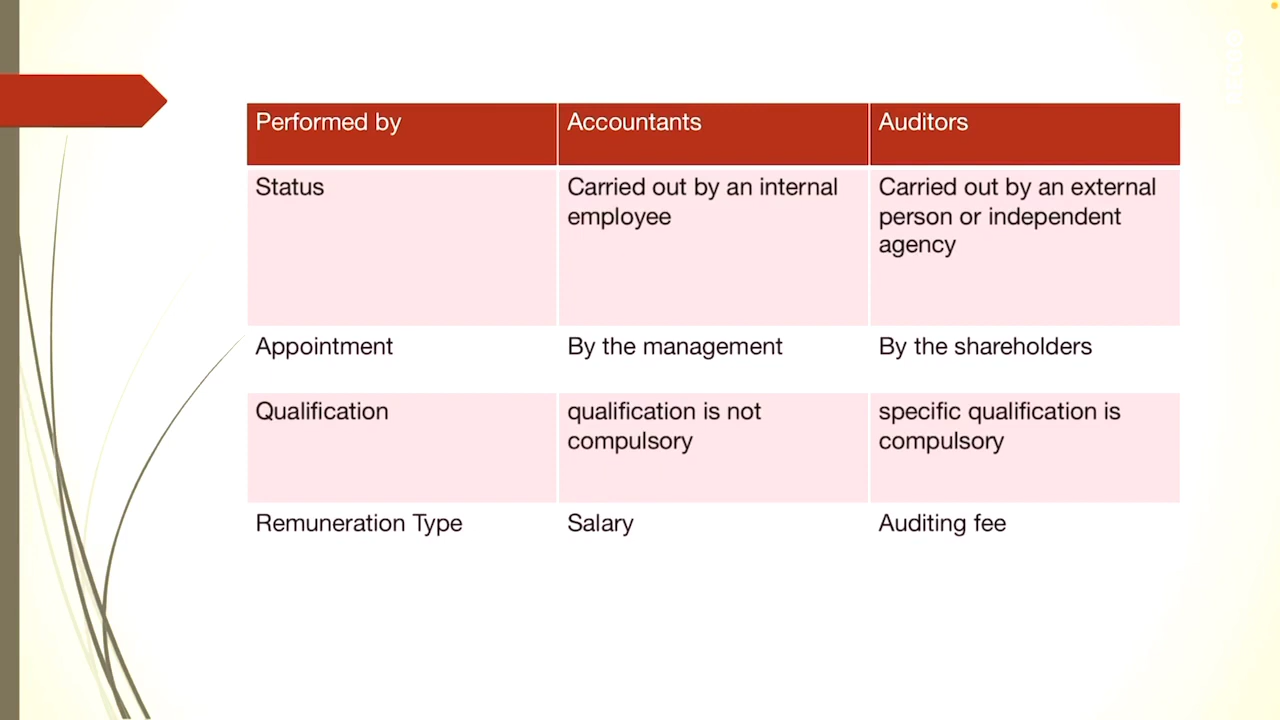 Performed by Accountants Auditors
Status Carried out by an internal Carried out by an external
employee person or independent
agency
Appointment By the management By the shareholders
Qualification qualification is not specific qualification is
compulsory compulsory
Remuneration Type Salary Auditing fee